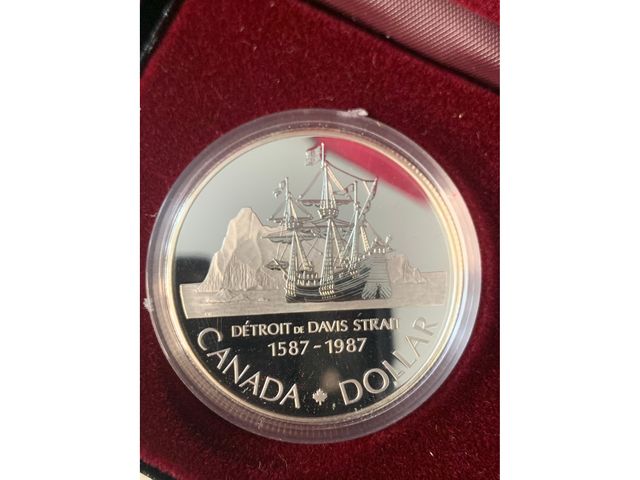 DÉTROIT DE DAVIS STRAIT
1587-1987
CANADA DOLLAR